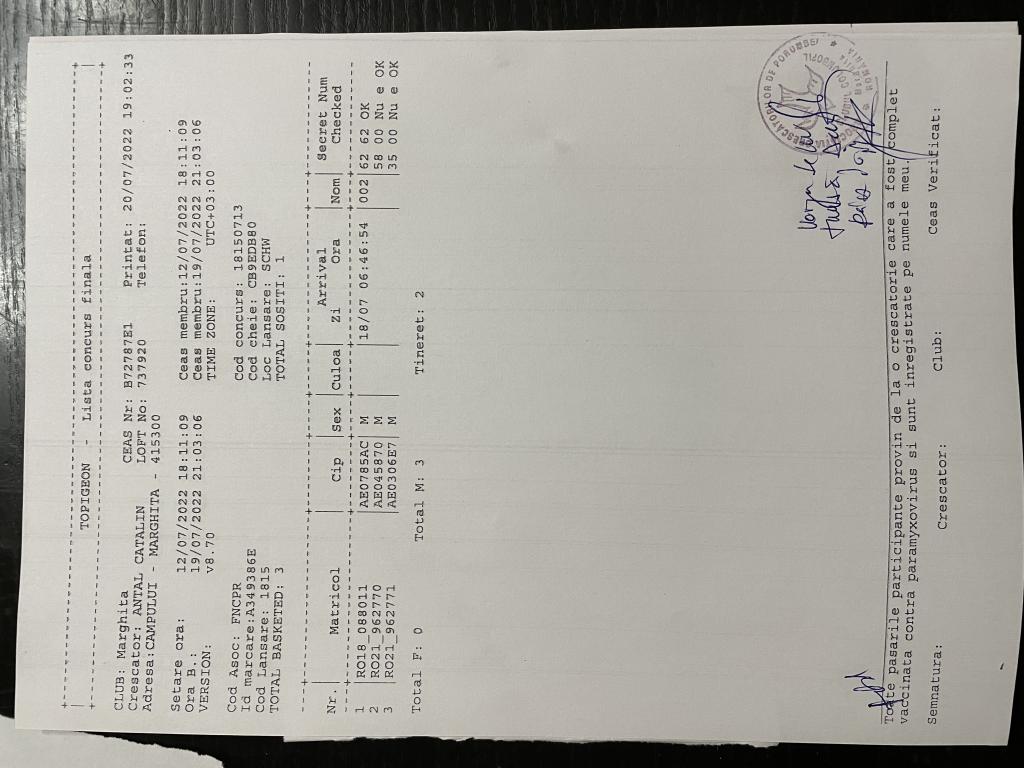 TOPIGEON - Lista concurs finala
CLUB: Marghita CEAS Nr: B72787E1 Printat: 20/07/2022 19:02:33
Crescator: ANTAL CATALIN LOFT No: 737920 Telefon:
Adresa:CAMPULUI - MARGHITA - 415300
Setare ora: 12/07/2022 18:11:09 Ceas membru:12/07/2022 18:11:09
Ora B.: 19/07/2022 21:03:06 Ceas membru:19/07/2022 21:03:06
VERSION: v8.70 TIME ZONE: UTC+03:00
Cod Asoc: FNCPR Cod concurs: 18150713
Id marcare:A349386E Cod cheie: CB9EDB80
Cod Lansare: 1815 Loc Lansare: SCHW
TOTAL BASKETED: 3 TOTAL SOSITI: 1
Nr.| Matricol | Cip |Sex |Culoa| Arrival Zi Ora |Nom| Secret Num Checked
1 |RO18_088011 |AE0785AC| M | |18/07 06:46:54 |002|52 62 OK
2 |RO21_962770 |AE045870| M | | | |58 00 Nu e OK
3 |RO21_962771 |AE0306E7| M | | | |35 00 Nu e OK
Total F: 0 Total M: 3 Tineret: 2
Toate pasarile participante provin de la o crescatorie care a fost complet
vaccinata contra paramyxovirus si sunt inregistrate pe numele meu.
Semnatura: Crescator: Club: Ceas Verificat: